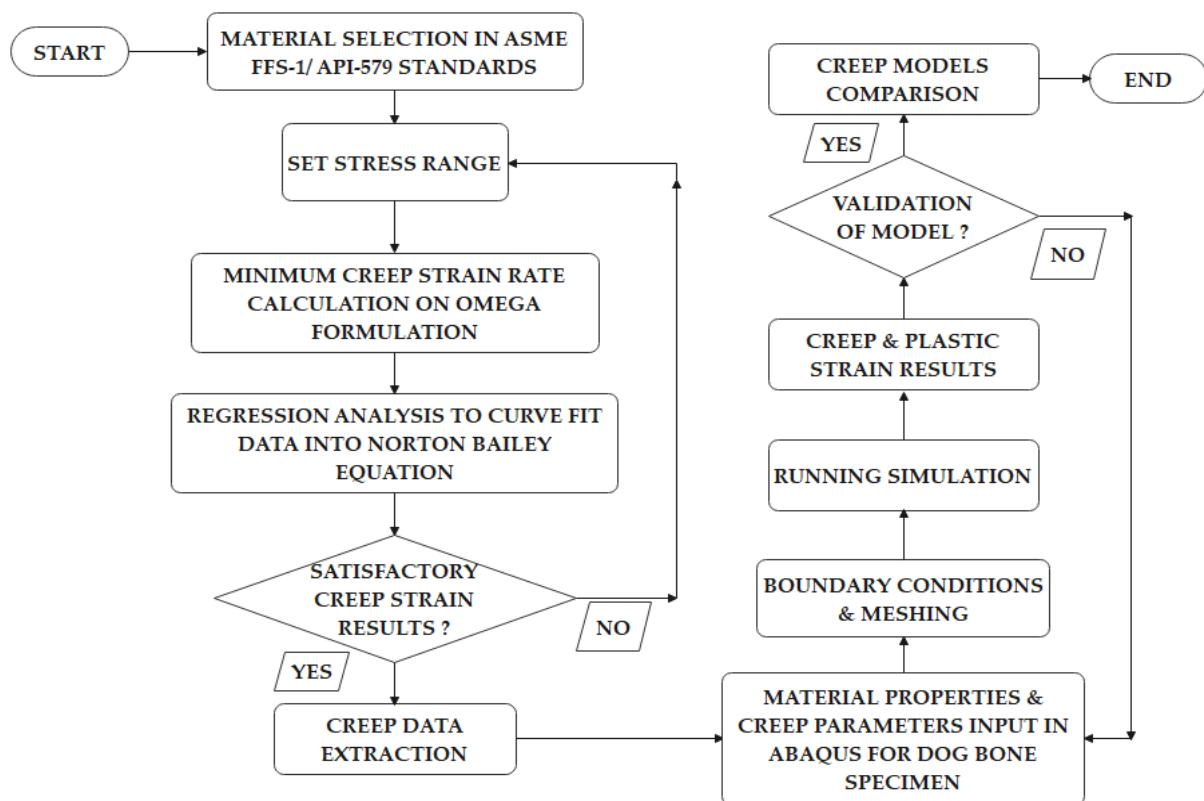 START
MATERIAL SELECTION IN ASME
FFS-1/ API-579 STANDARDS
SET STRESS RANGE
MINIMUM CREEP STRAIN RATE
CALCULATION ON OMEGA
FORMULATION
REGRESSION ANALYSIS TO CURVE FIT
DATA INTO NORTON BAILEY
EQUATION
SATISFACTORY
CREEP STRAIN
RESULTS ?
NO
YES
CREEP DATA
EXTRACTION
MATERIAL PROPERTIES &
CREEP PARAMETERS INPUT IN
ABAQUS FOR DOG BONE
SPECIMEN
BOUNDARY CONDITIONS
& MESHING
RUNNING SIMULATION
CREEP & PLASTIC
STRAIN RESULTS
VALIDATION
OF MODEL ?
NO
YES
CREEP MODELS
COMPARISON
END